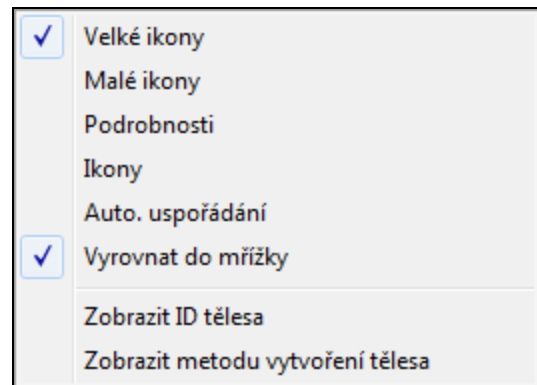 Velké ikony
Malé ikony
Podrobnosti
Ikony
Auto. uspořádání
Vyrovnat do mřížky
Zobrazit ID tělesa
Zobrazit metodu vytvoření tělesa